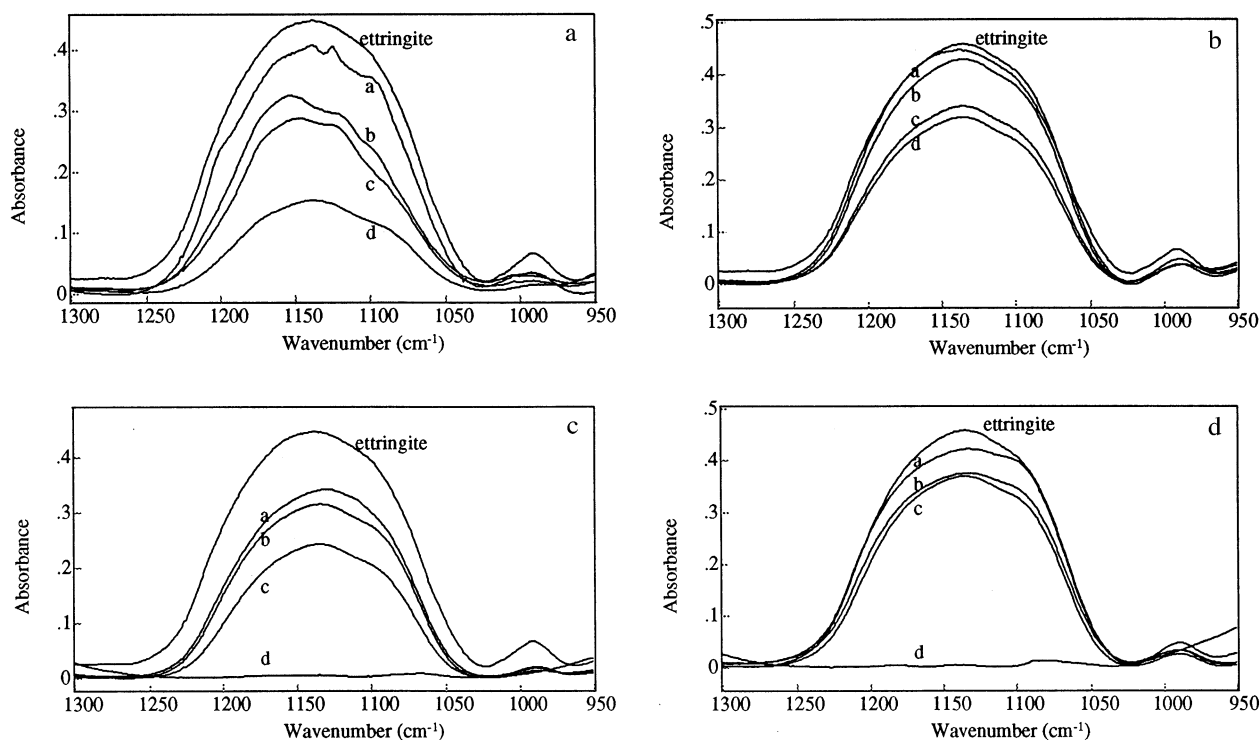 a
ettringite
.4
a
.3
b
.2
c
.1
d
0
Absorbance
1300 1250 1200 1150 1100 1050 1000 950
Wavenumber (cm-1)
b
.5
ettringite
.4
a
b
.3
c
d
.2
.1
0
Absorbance
1300 1250 1200 1150 1100 1050 1000 950
Wavenumber (cm-1)
c
ettringite
.4
.3
a
b
.2
c
.1
d
0
Absorbance
1300 1250 1200 1150 1100 1050 1000 950
Wavenumber (cm-1)
d
.5
ettringite
.4
a
b
c
.3
.2
.1
d
0
Absorbance
1300 1250 1200 1150 1100 1050 1000 950
Wavenumber (cm-1)